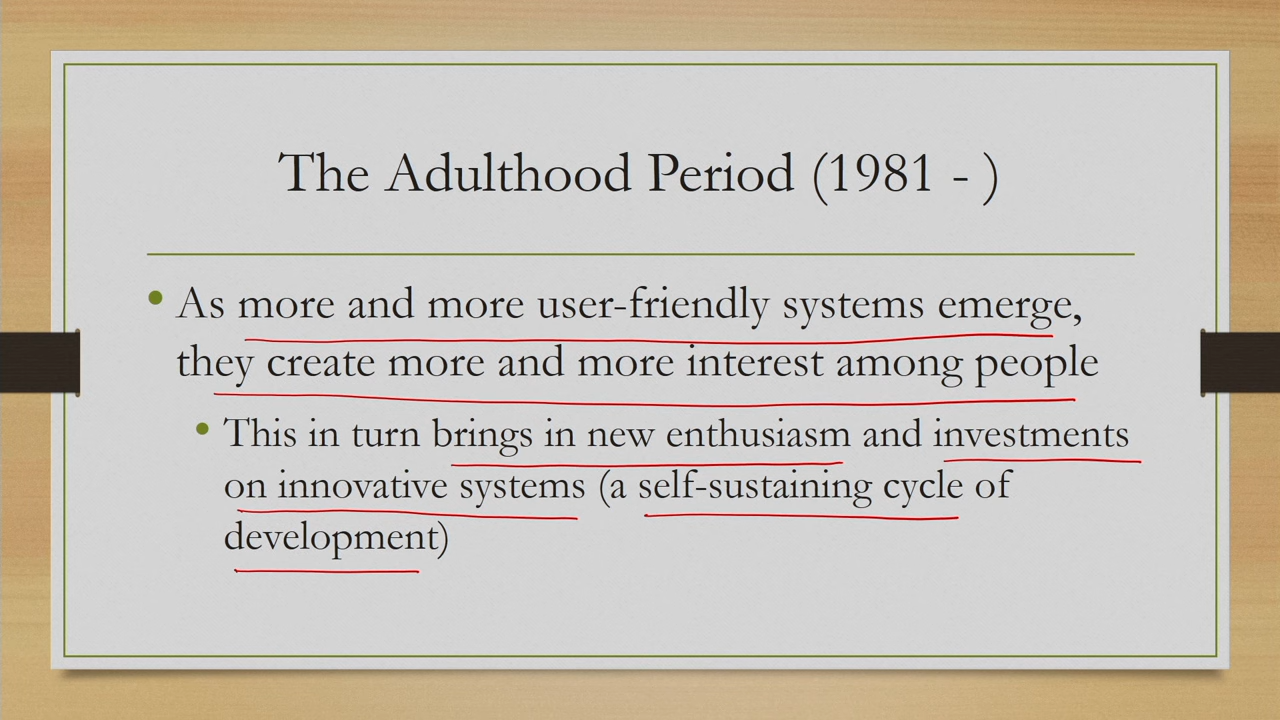 The Adulthood Period (1981 - )
• As more and more user-friendly systems emerge,
they create more and more interest among people
• This in turn brings in new enthusiasm and investments
on innovative systems (a self-sustaining cycle of
development)